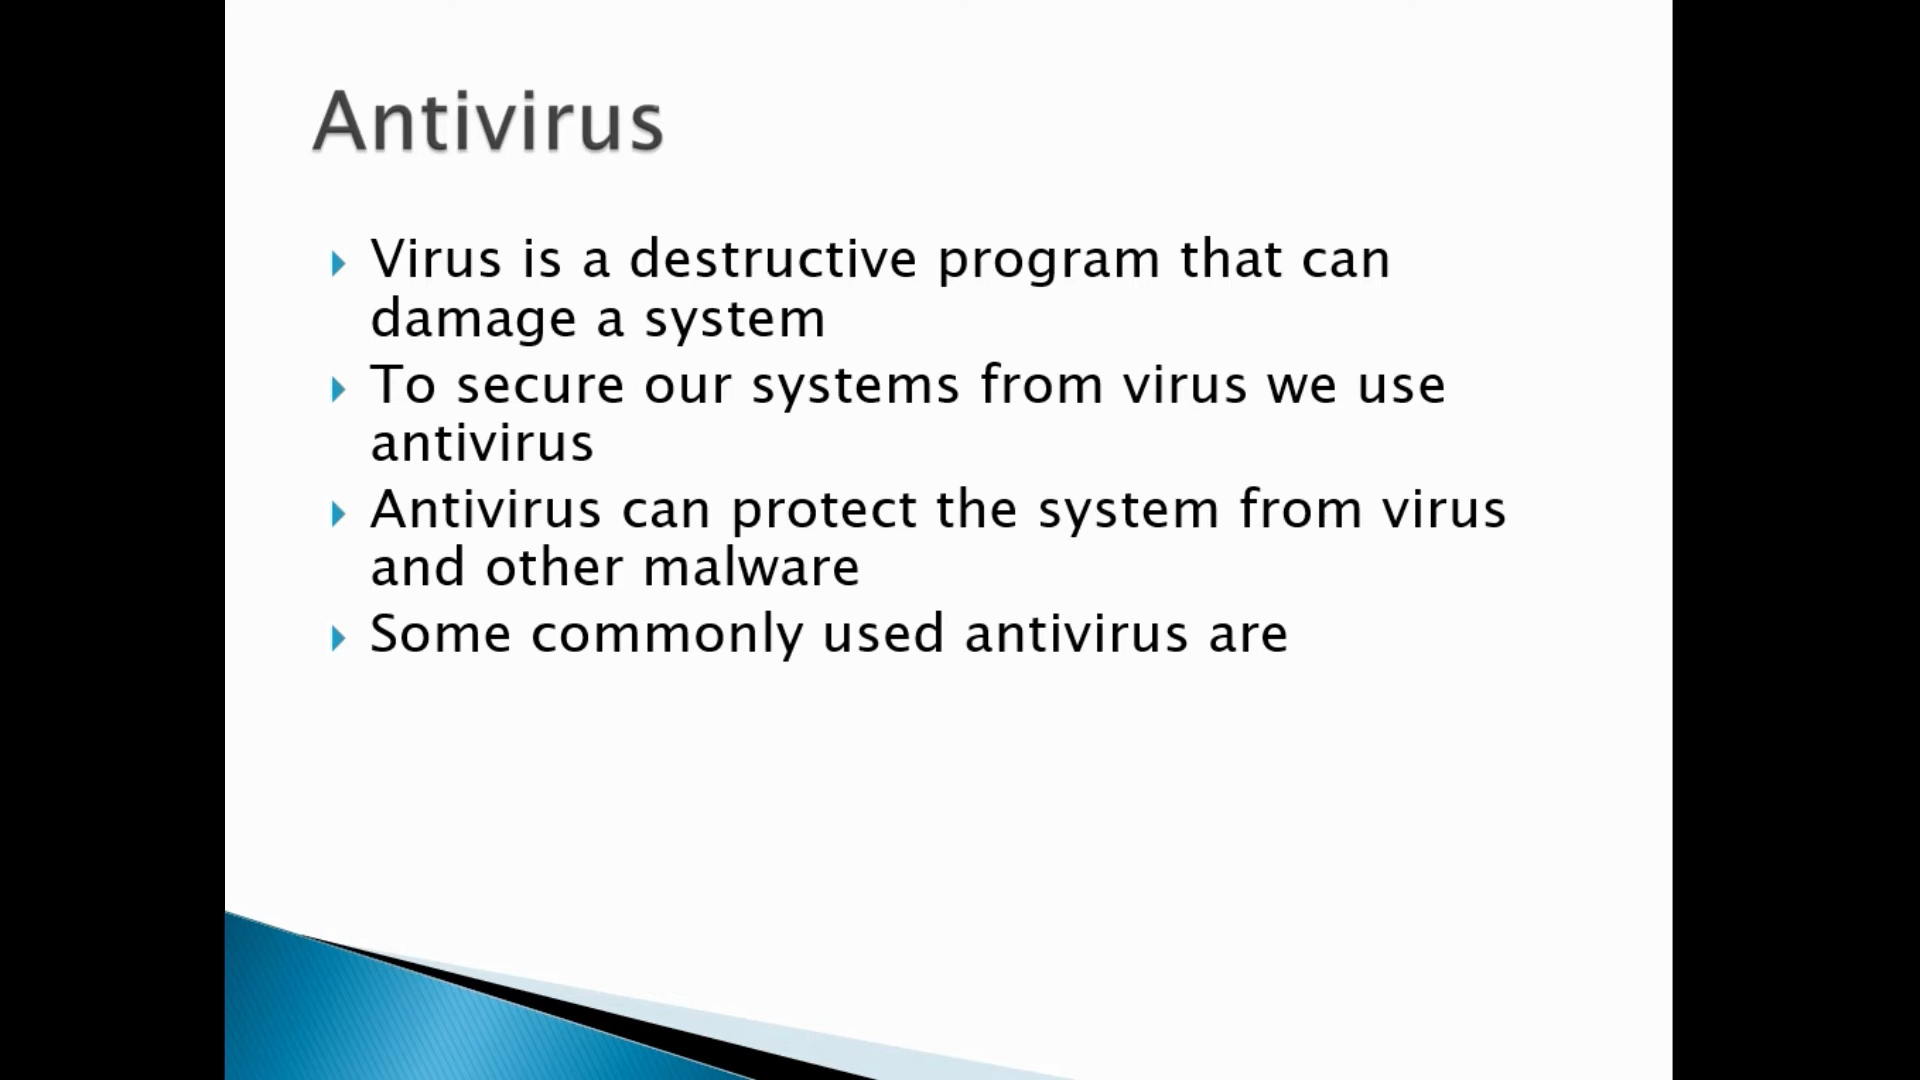 Antivirus
Virus is a destructive program that can
damage a system
To secure our systems from virus we use
antivirus
Antivirus can protect the system from virus
and other malware
Some commonly used antivirus are